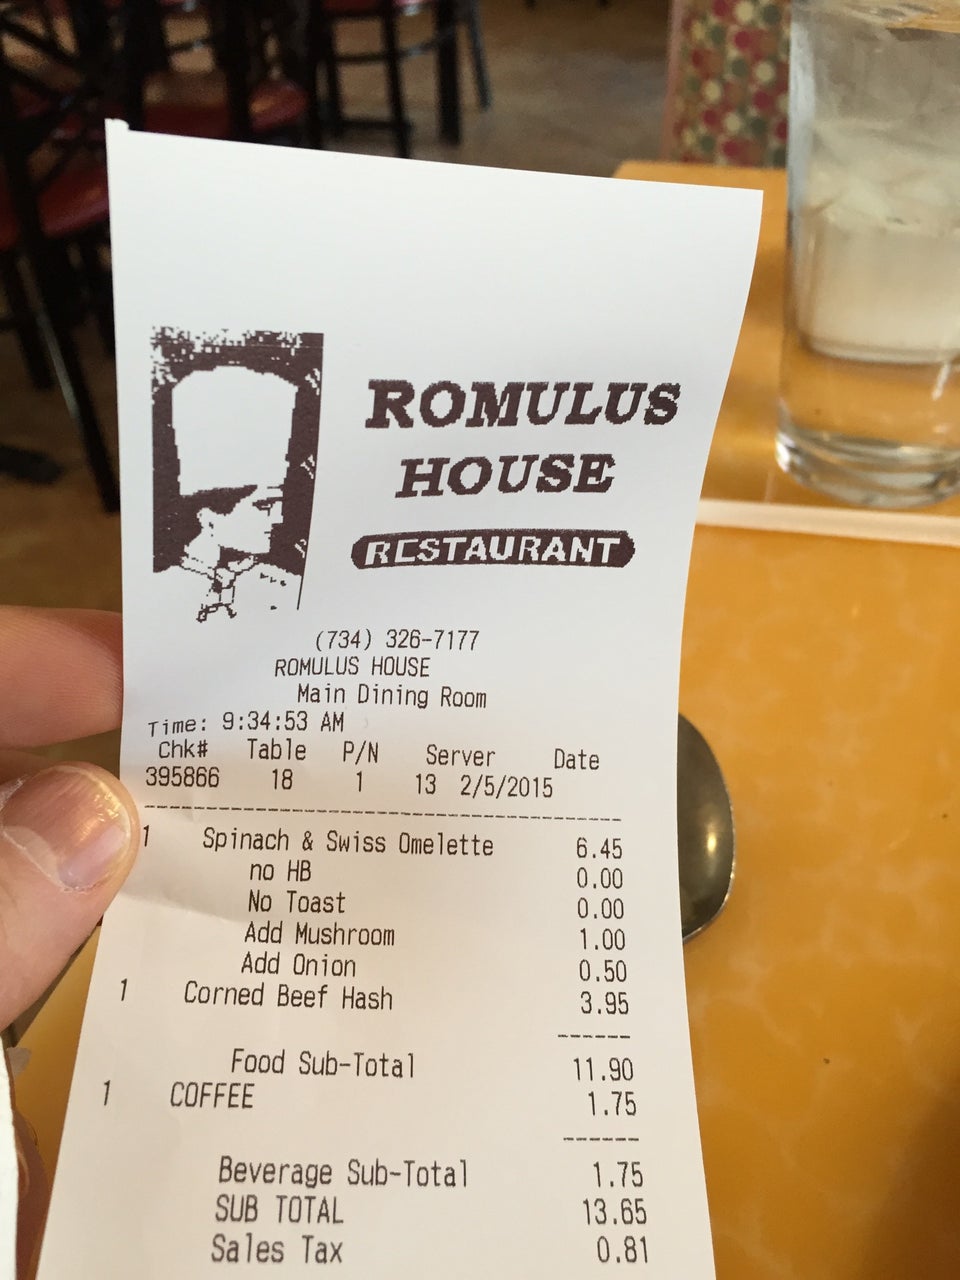 ROMULUS
HOUSE
RESTAURANT
(734) 326-7177
ROMULUS HOUSE
Main Dining Room
Time: 9:34:53 AM
Chk# Table P/N Server Date
395866 18 1 13 2/5/2015
1 Spinach & Swiss Omelette 6.45
no HB 0.00
No Toast 0.00
Add Mushroom 1.00
Add Onion 0.50
1 Corned Beef Hash 3.95
Food Sub-Total 11.90
1 COFFEE 1.75
Beverage Sub-Total 1.75
SUB TOTAL 13.65
Sales Tax 0.81